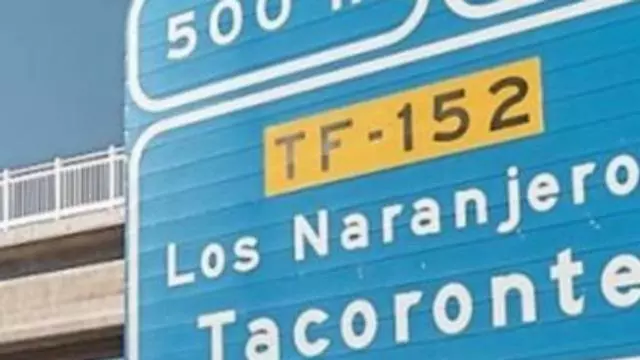 500 m
TF-152
Los Naranjero
Tacoronte